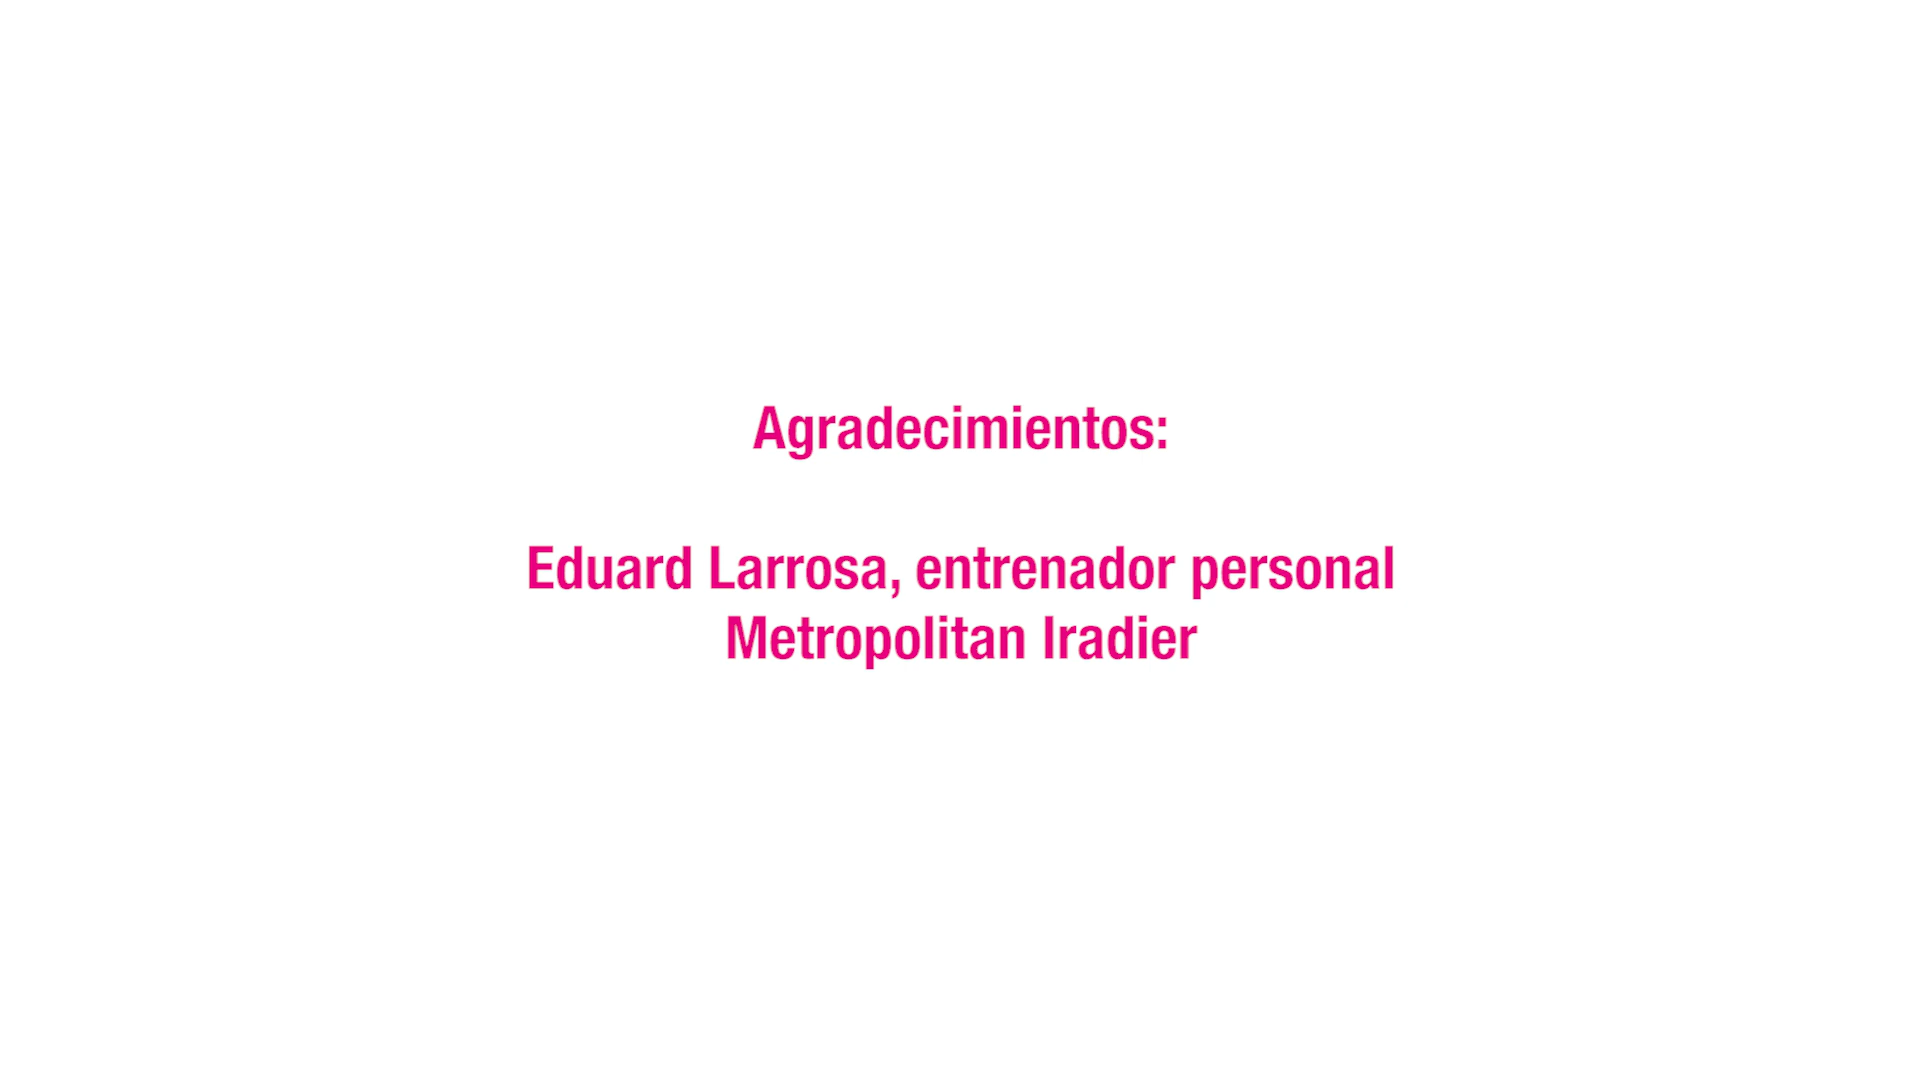 Agradecimientos:
Eduard Larrosa, entrenador personal
Metropolitan Iradier